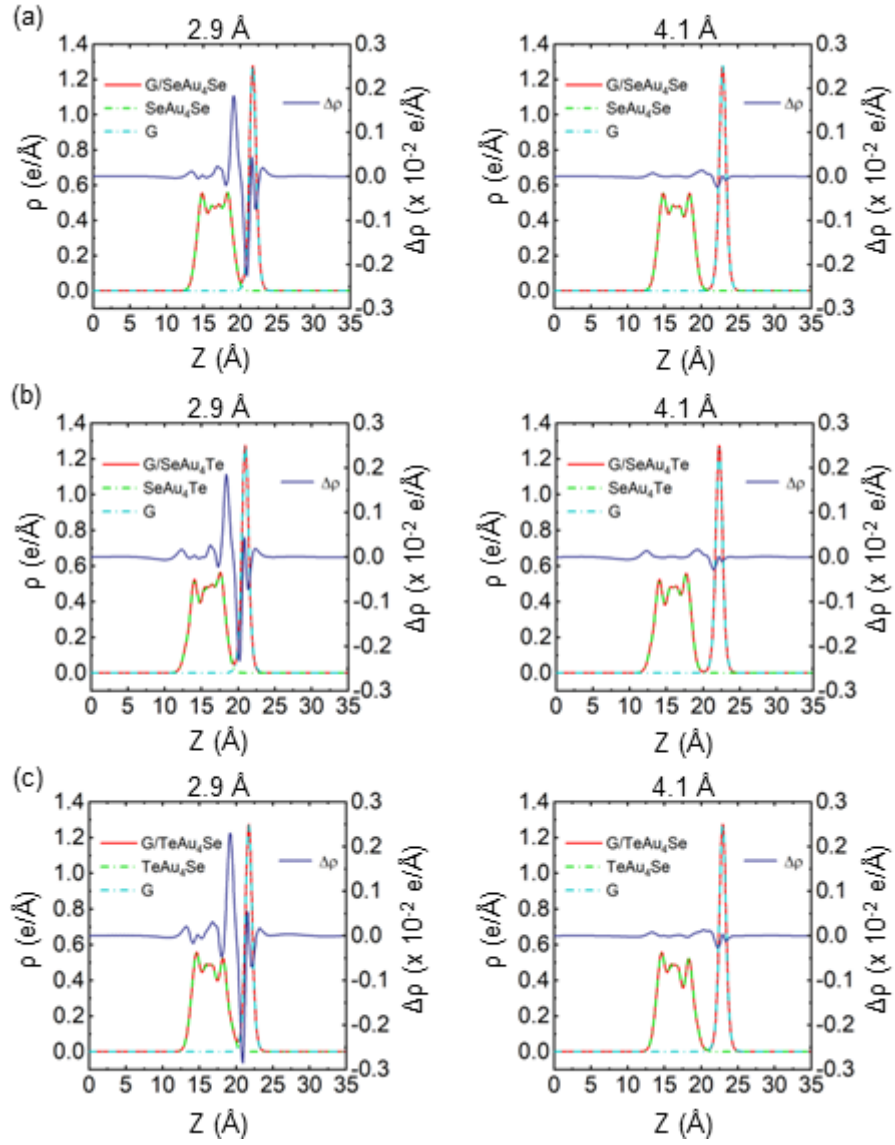 (a)
2.9 Å
4.1 Å
G/SeAu₄Se
SeAu₄Se
G
Δρ
ρ (e/Å)
1.4
1.2
1.0
0.8
0.6
0.4
0.2
0.0
Δρ (x 10⁻² e/Å)
0.3
0.2
0.1
0.0
-0.1
-0.2
-0.3
0 5 10 15 20 25 30 35
Z (Å)
G/SeAu₄Se
SeAu₄Se
G
Δρ
ρ (e/Å)
1.4
1.2
1.0
0.8
0.6
0.4
0.2
0.0
Δρ (x 10⁻² e/Å)
0.3
0.2
0.1
0.0
-0.1
-0.2
-0.3
0 5 10 15 20 25 30 35
Z (Å)
(b)
2.9 Å
4.1 Å
G/SeAu₄Te
SeAu₄Te
G
Δρ
ρ (e/Å)
1.4
1.2
1.0
0.8
0.6
0.4
0.2
0.0
Δρ (x 10⁻² e/Å)
0.3
0.2
0.1
0.0
-0.1
-0.2
-0.3
0 5 10 15 20 25 30 35
Z (Å)
G/SeAu₄Te
SeAu₄Te
G
Δρ
ρ (e/Å)
1.4
1.2
1.0
0.8
0.6
0.4
0.2
0.0
Δρ (x 10⁻² e/Å)
0.3
0.2
0.1
0.0
-0.1
-0.2
-0.3
0 5 10 15 20 25 30 35
Z (Å)
(c)
2.9 Å
4.1 Å
G/TeAu₄Se
TeAu₄Se
G
Δρ
ρ (e/Å)
1.4
1.2
1.0
0.8
0.6
0.4
0.2
0.0
Δρ (x 10⁻² e/Å)
0.3
0.2
0.1
0.0
-0.1
-0.2
-0.3
0 5 10 15 20 25 30 35
Z (Å)
G/TeAu₄Se
TeAu₄Se
G
Δρ
ρ (e/Å)
1.4
1.2
1.0
0.8
0.6
0.4
0.2
0.0
Δρ (x 10⁻² e/Å)
0.3
0.2
0.1
0.0
-0.1
-0.2
-0.3
0 5 10 15 20 25 30 35
Z (Å)